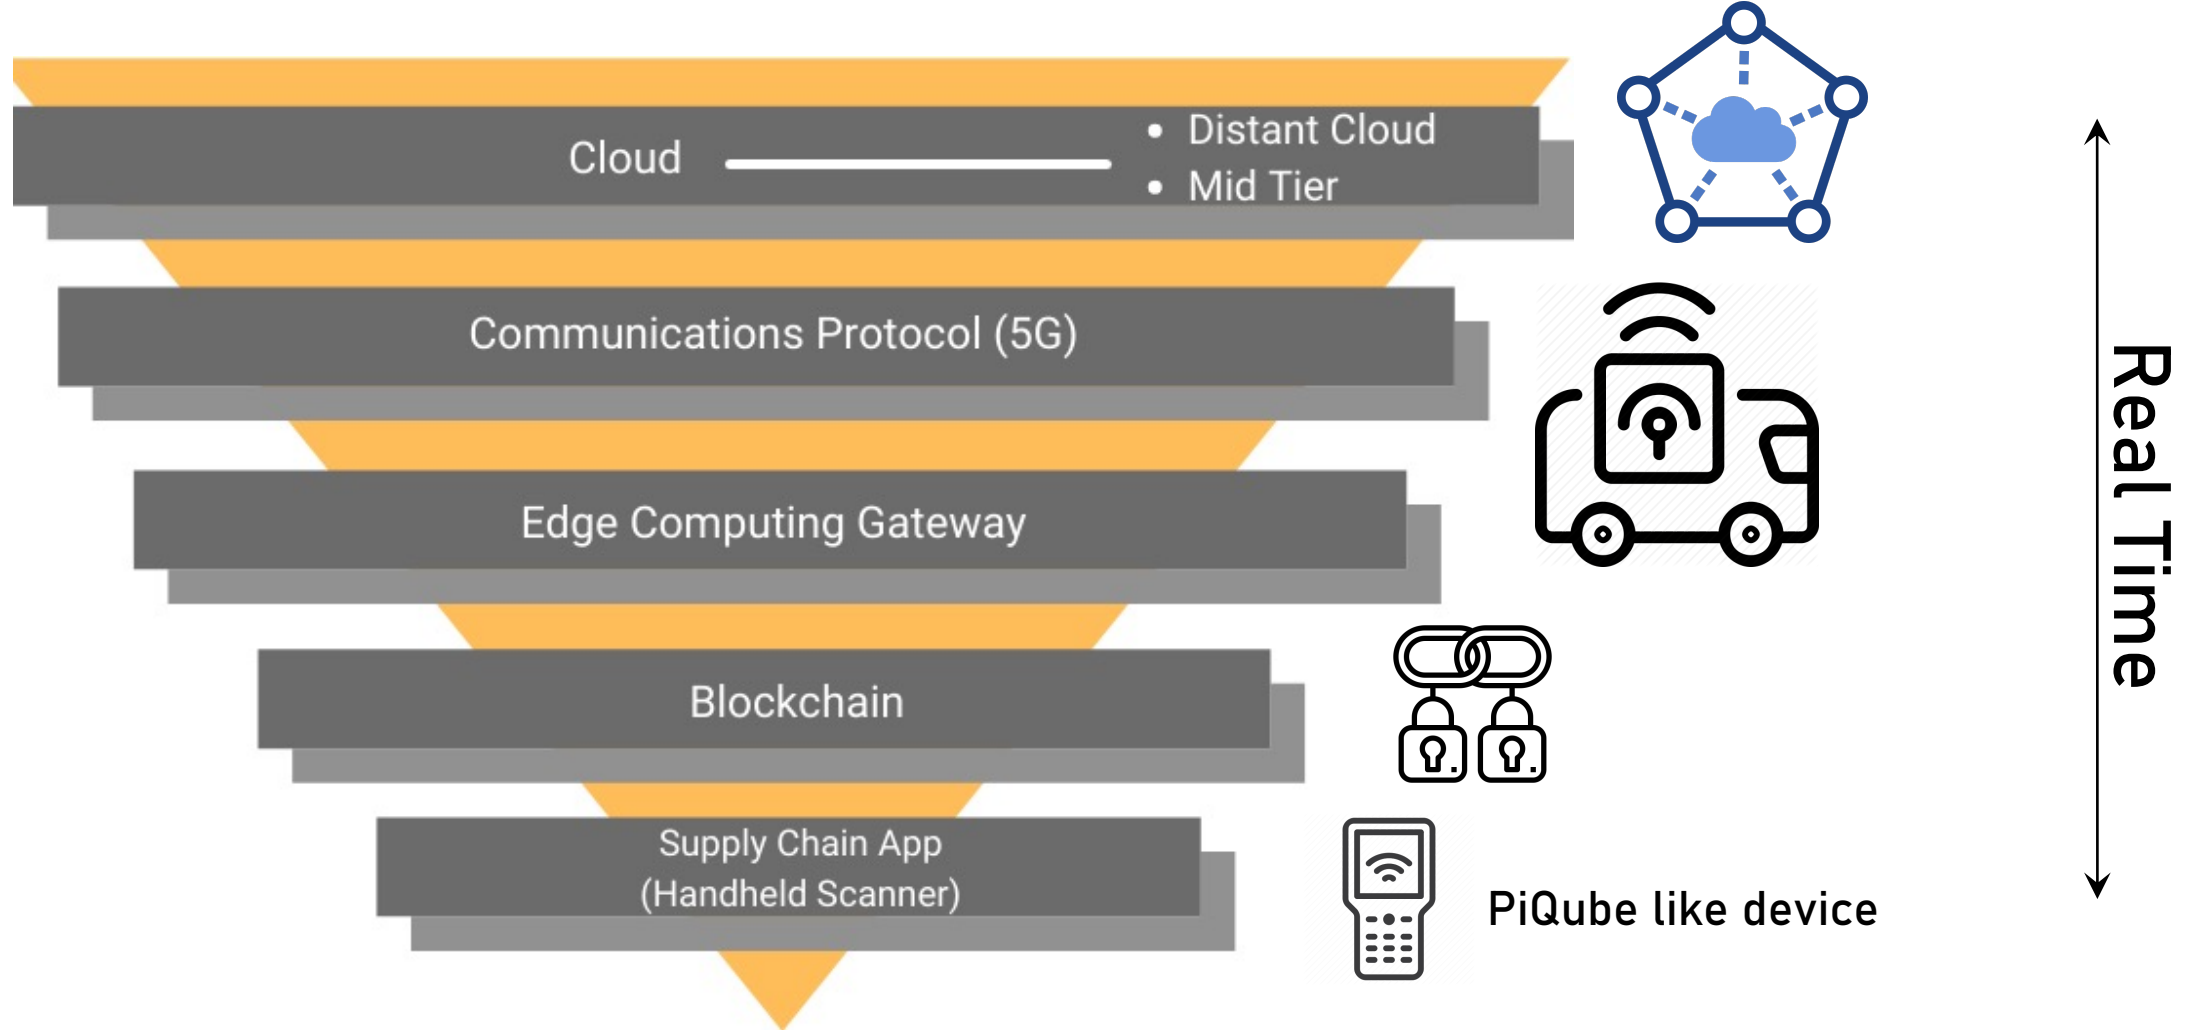 Cloud
• Distant Cloud
• Mid Tier
Communications Protocol (5G)
Edge Computing Gateway
Blockchain
Supply Chain App
(Handheld Scanner)
PiQube like device
Real Time